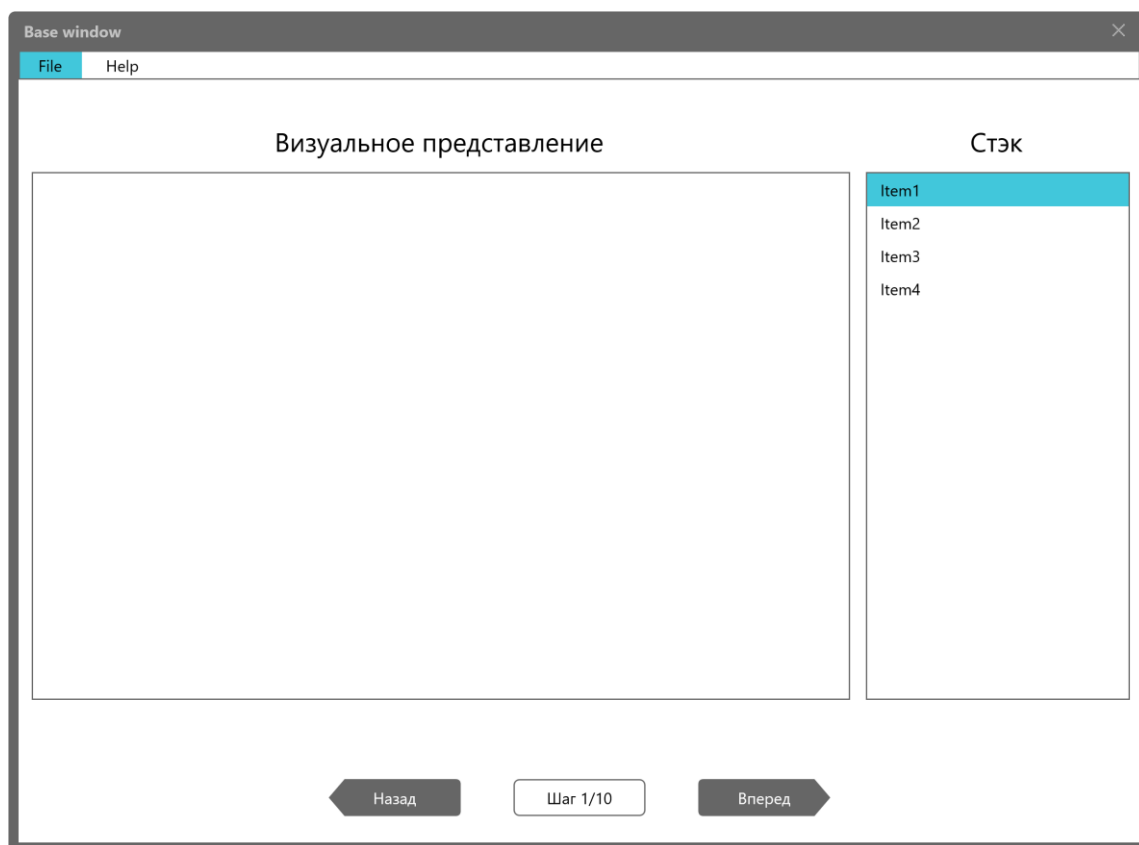 Base window
File Help
Визуальное представление
Стэк
Item1
Item2
Item3
Item4
Назад
Шаг 1/10
Вперед